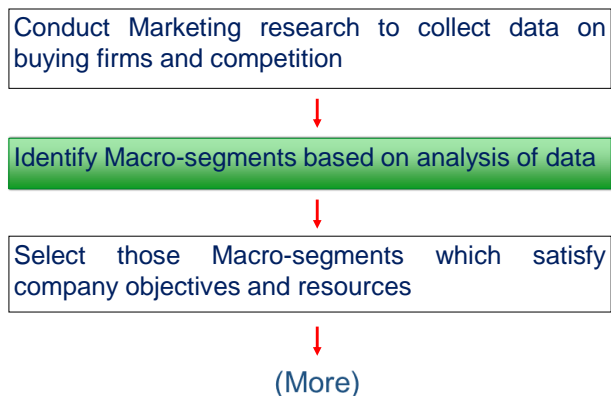 Conduct Marketing research to collect data on
buying firms and competition
Identify Macro-segments based on analysis of data
Select those Macro-segments which satisfy
company objectives and resources
(More)